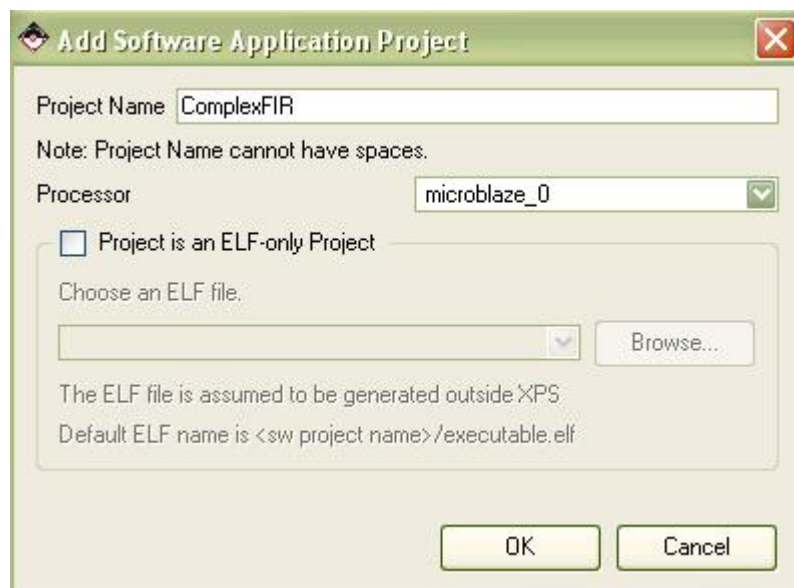 Add Software Application Project
Project Name ComplexFIR
Note: Project Name cannot have spaces.
Processor microblaze_0
Project is an ELF-only Project
Choose an ELF file.
Browse...
The ELF file is assumed to be generated outside XPS
Default ELF name is <sw project name>/executable.elf
OK Cancel